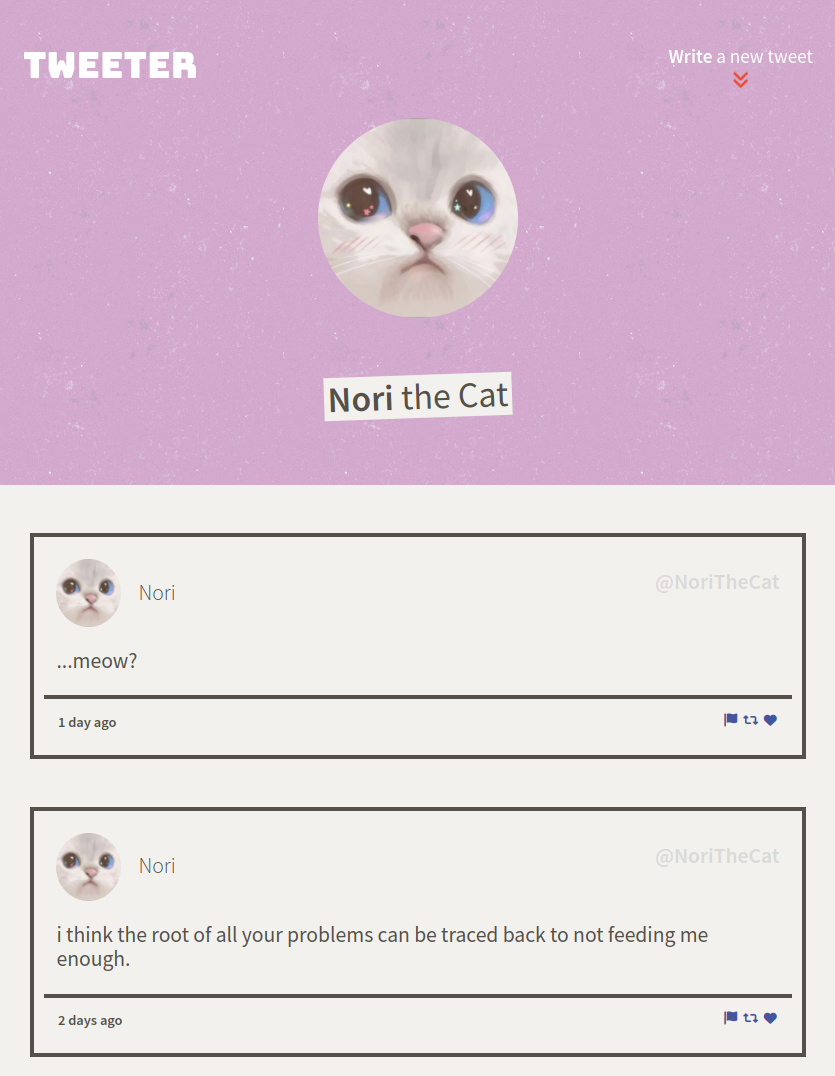 TWEETER
Write a new tweet
Nori the Cat
Nori
@NoriTheCat
...meow?
1 day ago
Nori
@NoriTheCat
i think the root of all your problems can be traced back to not feeding me
enough.
2 days ago